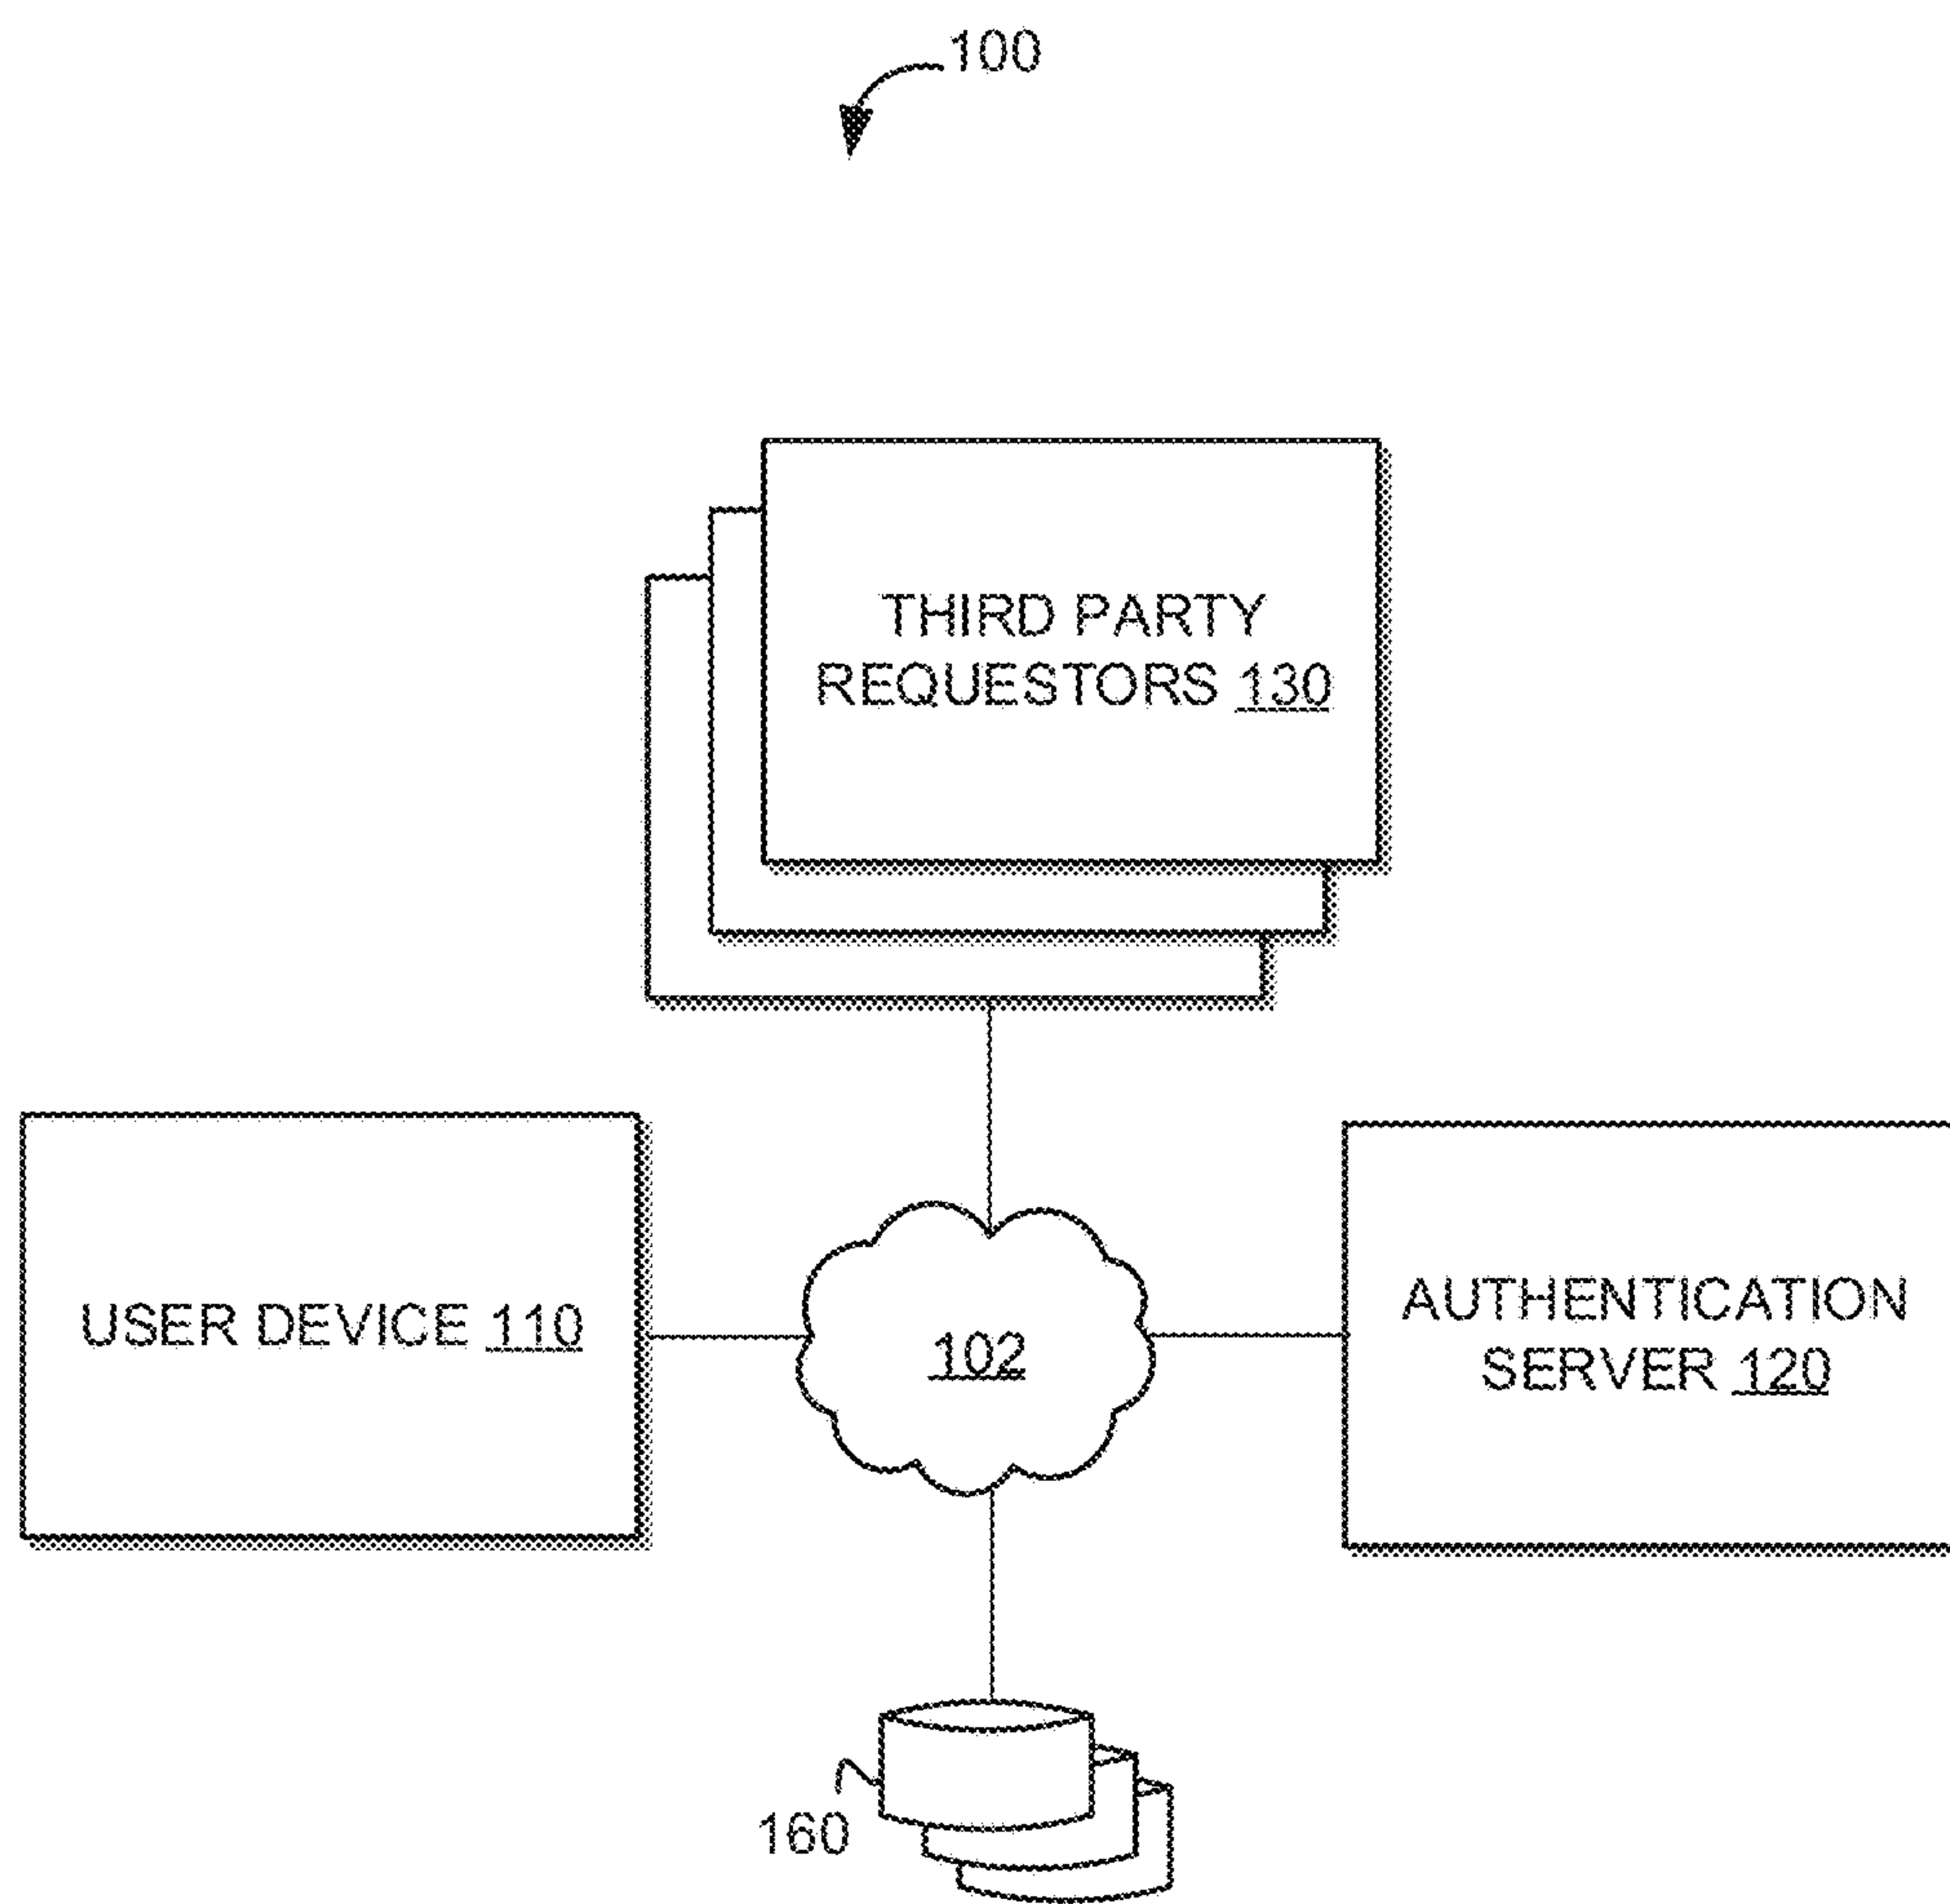 100
THIRD PARTY
REQUESTORS 130
USER DEVICE 110
102
AUTHENTICATION
SERVER 120
160